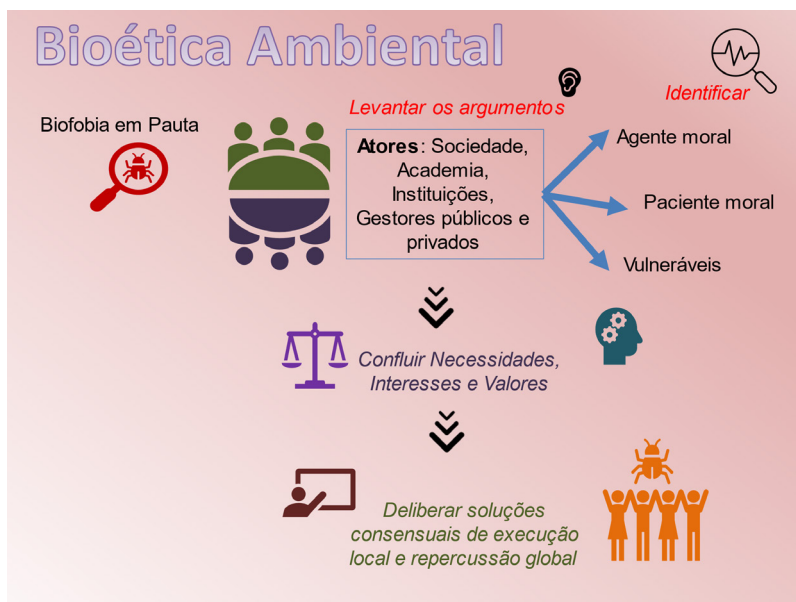 Bioética Ambiental
Levantar os argumentos
Identificar
Biofobia em Pauta
Atores: Sociedade,
Academia,
Instituições,
Gestores públicos e
privados
Agente moral
Paciente moral
Vulneráveis
Confluir Necessidades,
Interesses e Valores
Deliberar soluções
consensuais de execução
local e repercussão global